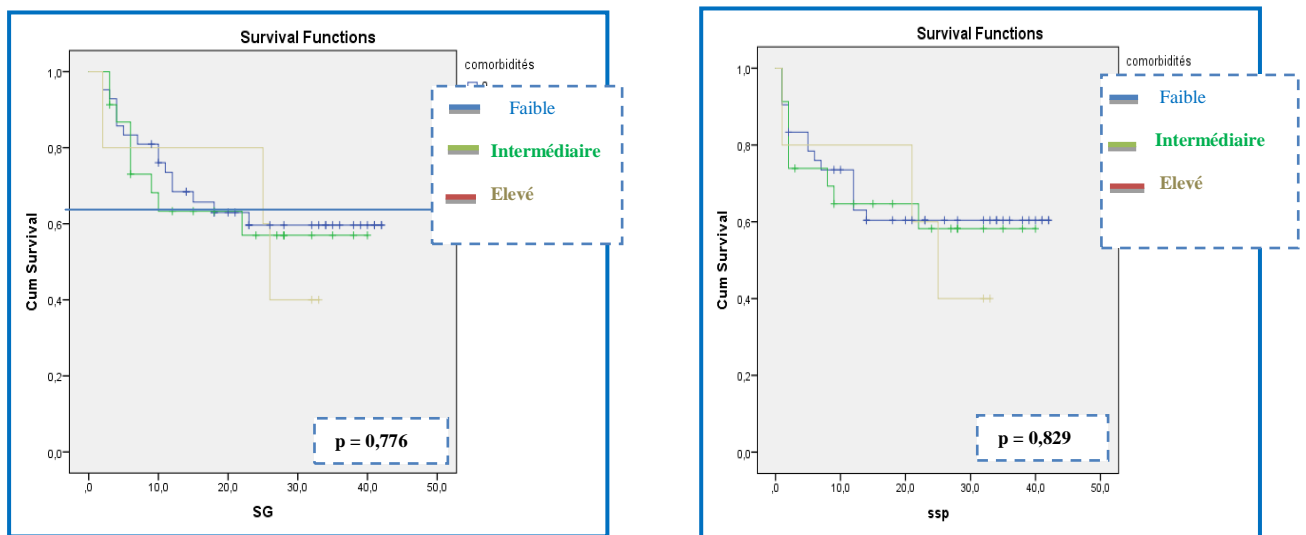 Survival Functions
comorbidités
Faible
Intermédiaire
Elevé
Cum Survival
1,0
0,8
0,6
0,4
0,2
0,0
p = 0,776
,0 10,0 20,0 30,0 40,0 50,0
SG
Survival Functions
comorbidités
Faible
Intermédiaire
Elevé
Cum Survival
1,0
0,8
0,6
0,4
0,2
0,0
p = 0,829
,0 10,0 20,0 30,0 40,0 50,0
ssp